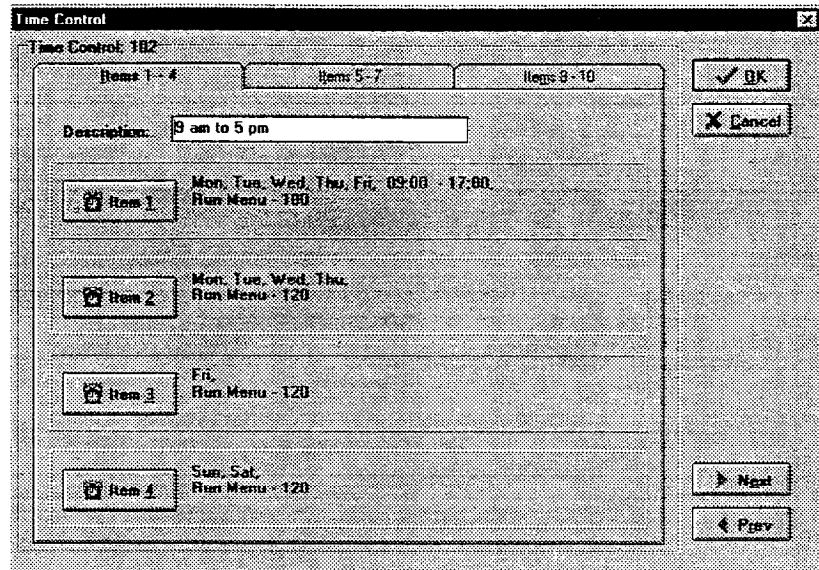 Time Control
Time Control: 102
Items 1 - 4
Items 5 - 7
Items 8 - 10
OK
Cancel
Description: 9 am to 5 pm
Item 1
Mon, Tue, Wed, Thu, Fri, 09:00 - 17:00,
Run Menu - 100
Item 2
Mon, Tue, Wed, Thu,
Run Menu - 120
Item 3
Fri,
Run Menu - 120
Item 4
Sun, Sat,
Run Menu - 120
Next
Prev